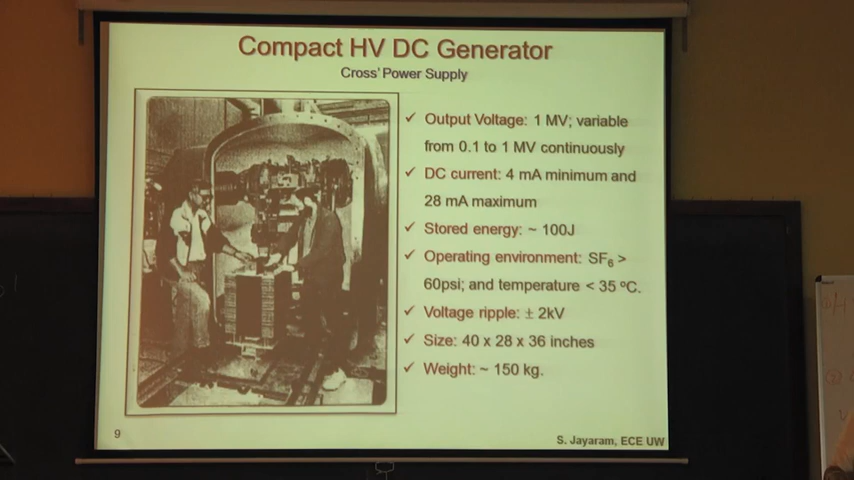 Compact HV DC Generator
Cross' Power Supply
✓ Output Voltage: 1 MV; variable
from 0.1 to 1 MV continuously
✓ DC current: 4 mA minimum and
28 mA maximum
✓ Stored energy: ~ 100J
✓ Operating environment: SF₆ >
60psi; and temperature < 35 ºC.
✓ Voltage ripple: ± 2kV
✓ Size: 40 x 28 x 36 inches
✓ Weight: ~ 150 kg.
9
S. Jayaram, ECE UW